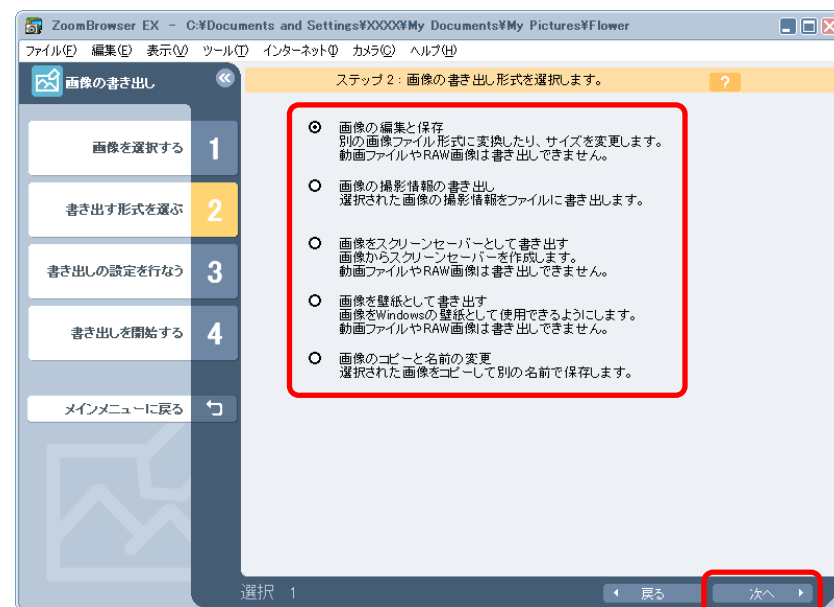 ZoomBrowser EX - C:¥Documents and Settings¥XXXX¥My Documents¥My Pictures¥Flower
ファイル(F) 編集(E) 表示(V) ツール(T) インターネット(I) カメラ(C) ヘルプ(H)
画像の書き出し
ステップ2：画像の書き出し形式を選択します。
?
画像を選択する 1
書き出す形式を選ぶ 2
書き出しの設定を行なう 3
書き出しを開始する 4
メインメニューに戻る
画像の編集と保存
別の画像ファイル形式に変換したり、サイズを変更します。
動画ファイルやRAW画像は書き出しできません。
画像の撮影情報の書き出し
選択された画像の撮影情報をファイルに書き出します。
画像をスクリーンセーバーとして書き出す
画像からスクリーンセーバーを作成します。
動画ファイルやRAW画像は書き出しできません。
画像を壁紙として書き出す
画像をWindowsの壁紙として使用できるようにします。
動画ファイルやRAW画像は書き出しできません。
画像のコピーと名前の変更
選択された画像をコピーして別の名前で保存します。
選択 1
戻る
次へ